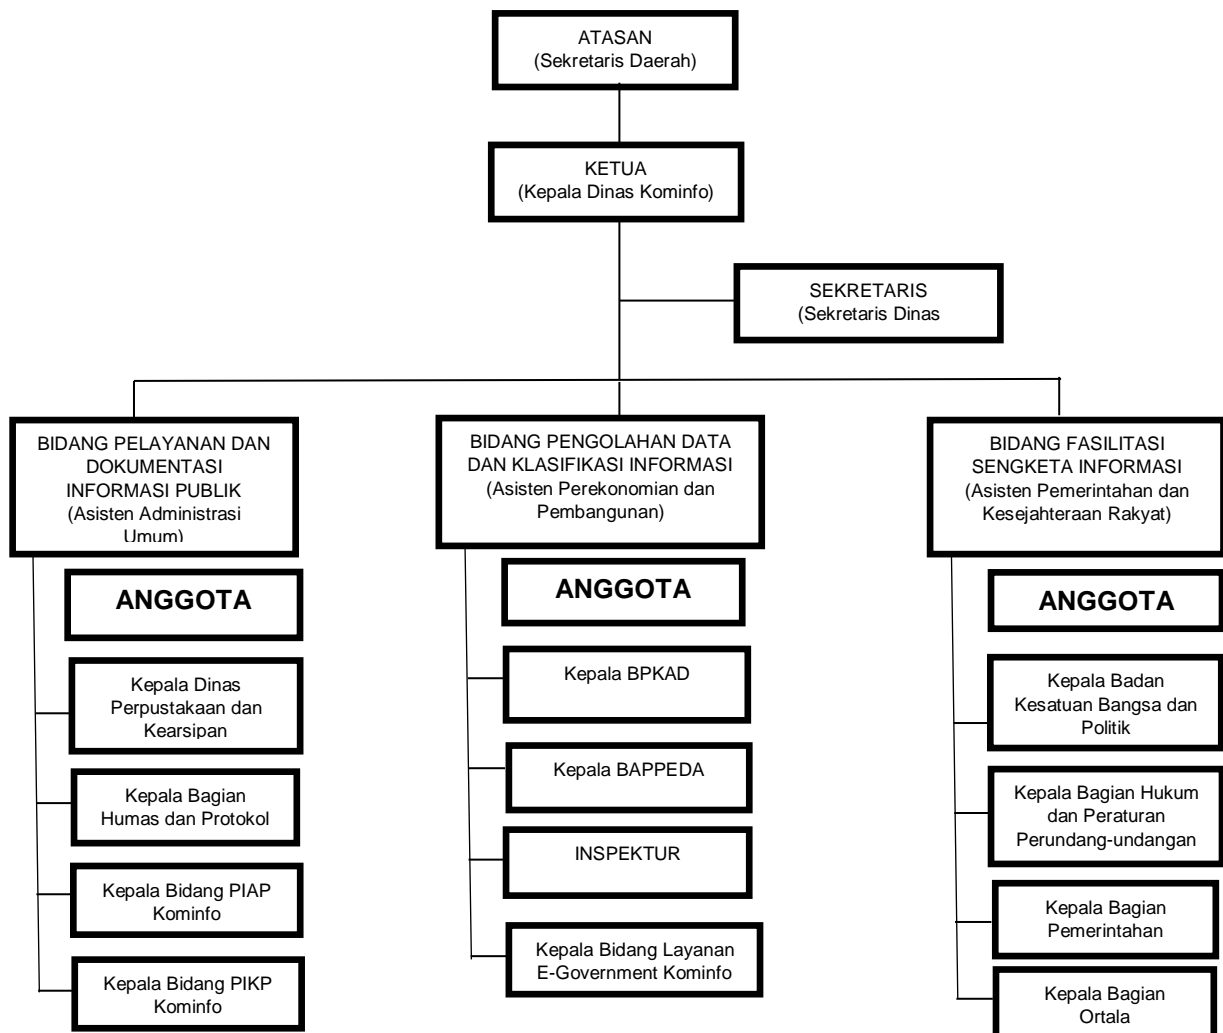 ATASAN
(Sekretaris Daerah)
KETUA
(Kepala Dinas Kominfo)
SEKRETARIS
(Sekretaris Dinas
BIDANG PELAYANAN DAN
DOKUMENTASI
INFORMASI PUBLIK
(Asisten Administrasi
Umum)
ANGGOTA
Kepala Dinas
Perpustakaan dan
Kearsipan
Kepala Bagian
Humas dan Protokol
Kepala Bidang PIAP
Kominfo
Kepala Bidang PIKP
Kominfo
BIDANG PENGOLAHAN DATA
DAN KLASIFIKASI INFORMASI
(Asisten Perekonomian dan
Pembangunan)
ANGGOTA
Kepala BPKAD
Kepala BAPPEDA
INSPEKTUR
Kepala Bidang Layanan
E-Government Kominfo
BIDANG FASILITASI
SENGKETA INFORMASI
(Asisten Pemerintahan dan
Kesejahteraan Rakyat)
ANGGOTA
Kepala Badan
Kesatuan Bangsa dan
Politik
Kepala Bagian Hukum
dan Peraturan
Perundang-undangan
Kepala Bagian
Pemerintahan
Kepala Bagian
Ortala